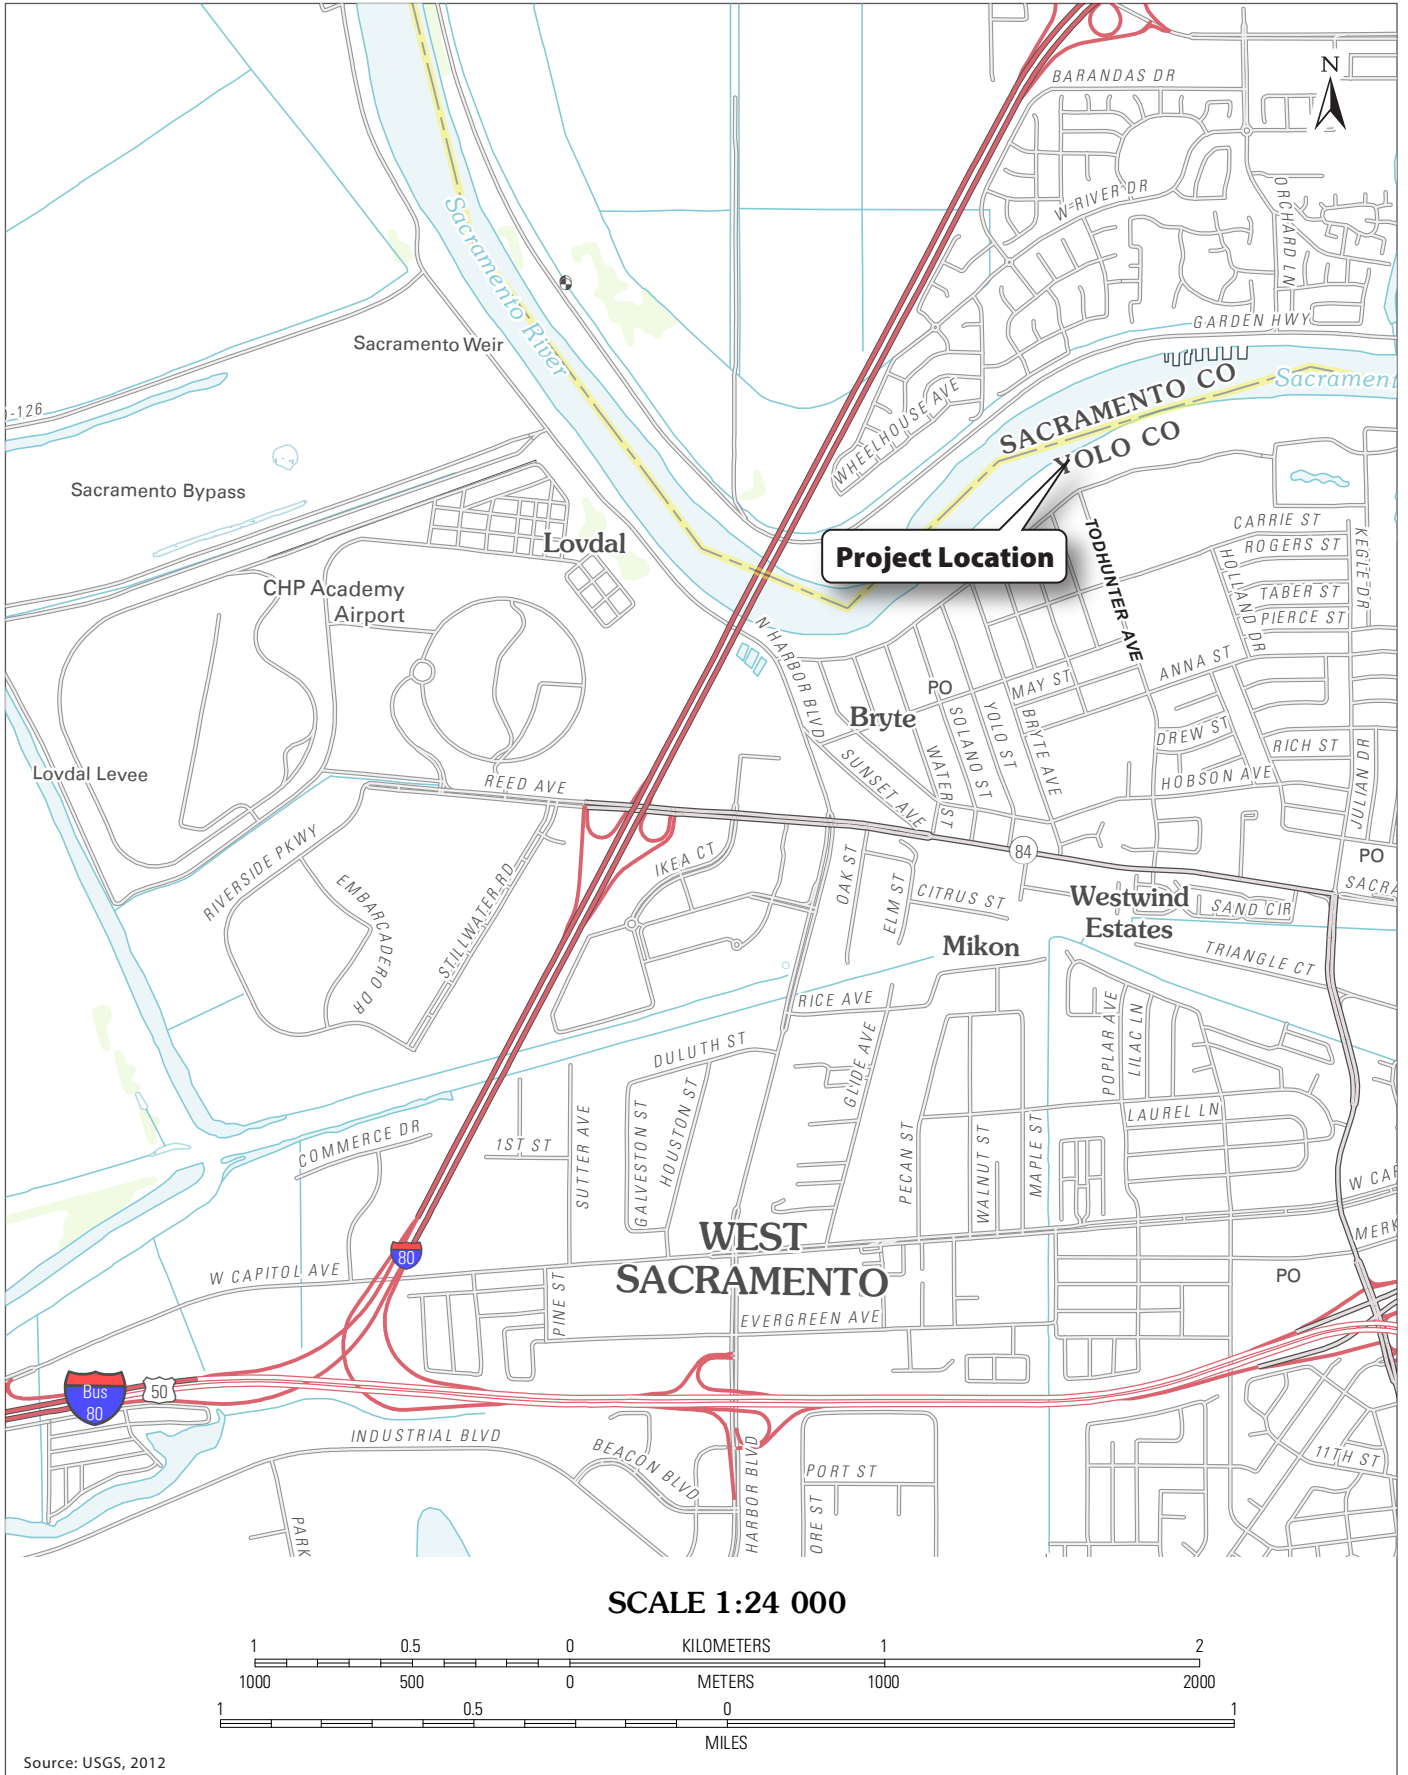 BARANDAS DR
N
W RIVER DR
ORCHARD LN
Sacramento River
GARDEN HWY
Sacramento Weir
SACRAMENTO CO
Sacrament
WHEELHOUSE AVE
-126
YOLO CO
Sacramento Bypass
CARRIE ST
TODHUNTER AVE
ROGERS ST
KEGLE DR
Lovdal
Project Location
HOLLAND DR
CHP Academy
Airport
TABER ST
PIERCE ST
N HARBOR BLVD
ANNA ST
PO
MAY ST
Bryte
SOLANO ST
YOLO ST
BRYTE AVE
DREW ST
RICH ST
JULIAN DR
Lovdal Levee
REED AVE
SUNSET AVE
WATER ST
HOBSON AVE
RIVERSIDE PKWY
IKEA CT
84
PO
OAK ST
ELM ST
CITRUS ST
Westwind
Estates
SACRA
SAND CIR
EMBARCADERO DR
STILLWATER RD
Mikon
TRIANGLE CT
RICE AVE
POPLAR AVE
LILAC LN
DULUTH ST
GLIDE AVE
GALVESTON ST
HOUSTON ST
SUTTER AVE
LAUREL LN
COMMERCE DR
1ST ST
PECAN ST
WALNUT ST
MAPLE ST
W CAP
WEST
SACRAMENTO
MERK
80
W CAPITOL AVE
PO
PINE ST
EVERGREEN AVE
Bus
80
50
INDUSTRIAL BLVD
BEACON BLVD
HARBOR BLVD
PORT ST
11TH ST
PARK
ORE ST
SCALE 1:24 000
1 0.5 0 KILOMETERS 1 2
1000 500 0 METERS 1000 2000
1 0.5 0 1
MILES
Source: USGS, 2012